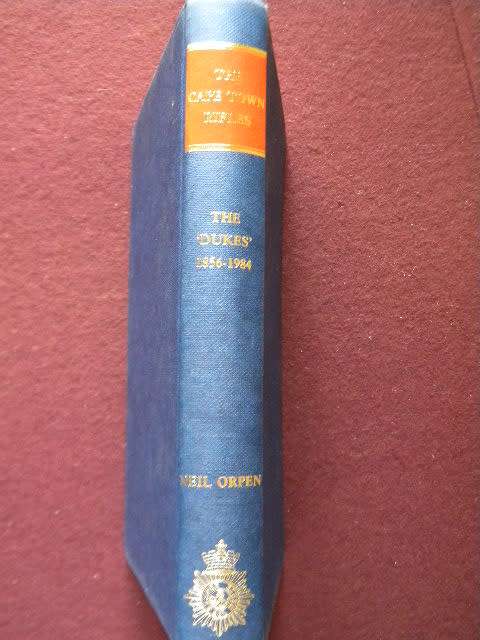 THE
CAPE TOWN
RIFLES
THE
'DUKES'
1856-1984
NEIL ORPEN